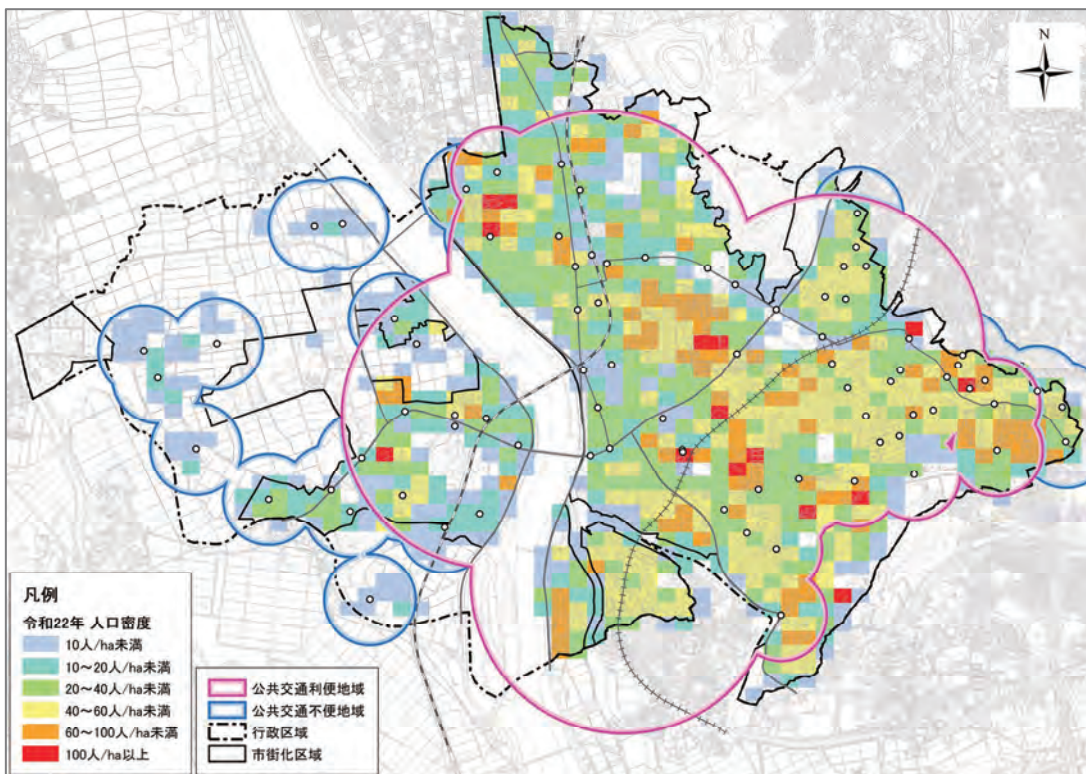 N
凡例
令和22年 人口密度
10人/ha未満
10～20人/ha未満
20～40人/ha未満
40～60人/ha未満
60～100人/ha未満
100人/ha以上
公共交通利便地域
公共交通不便地域
行政区域
市街化区域